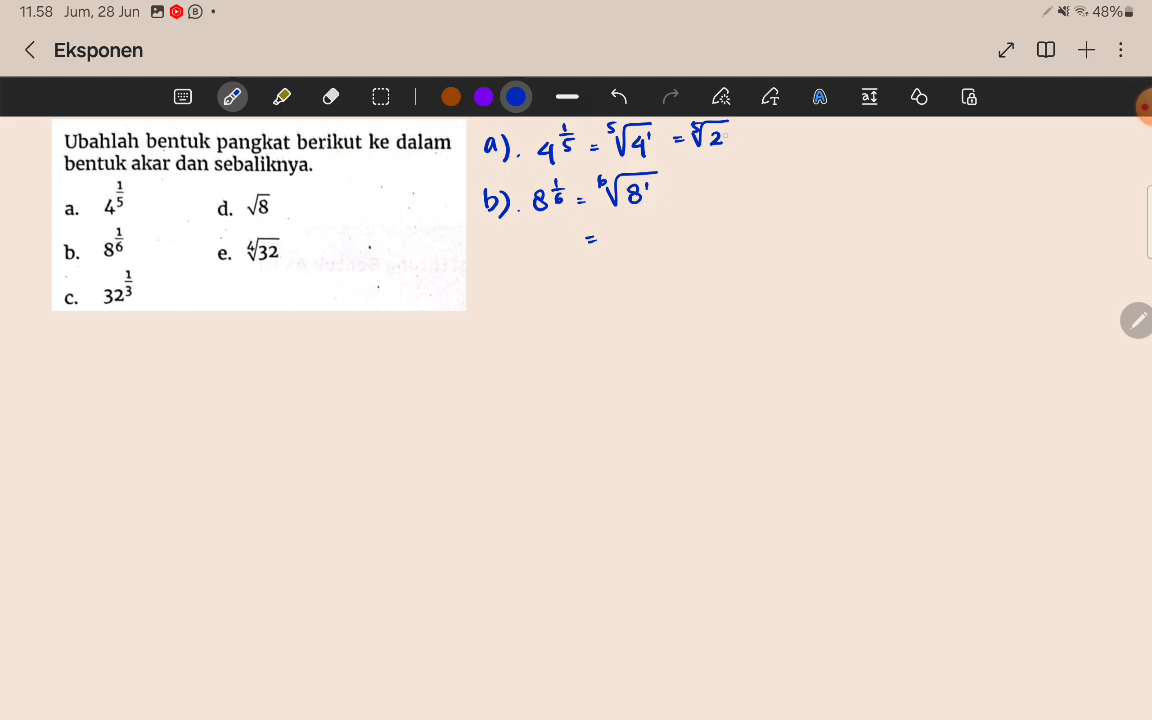 11.58 Jum, 28 Jun 48%
Eksponen
Ubahlah bentuk pangkat berikut ke dalam
bentuk akar dan sebaliknya.
a. 4^(1/5) d. √8
b. 8^(1/6) e. ⁴√32
c. 32^(1/3)
a). 4^(1/5) = ⁵√4¹ = ⁵√2
b). 8^(1/6) = ⁶√8¹
=